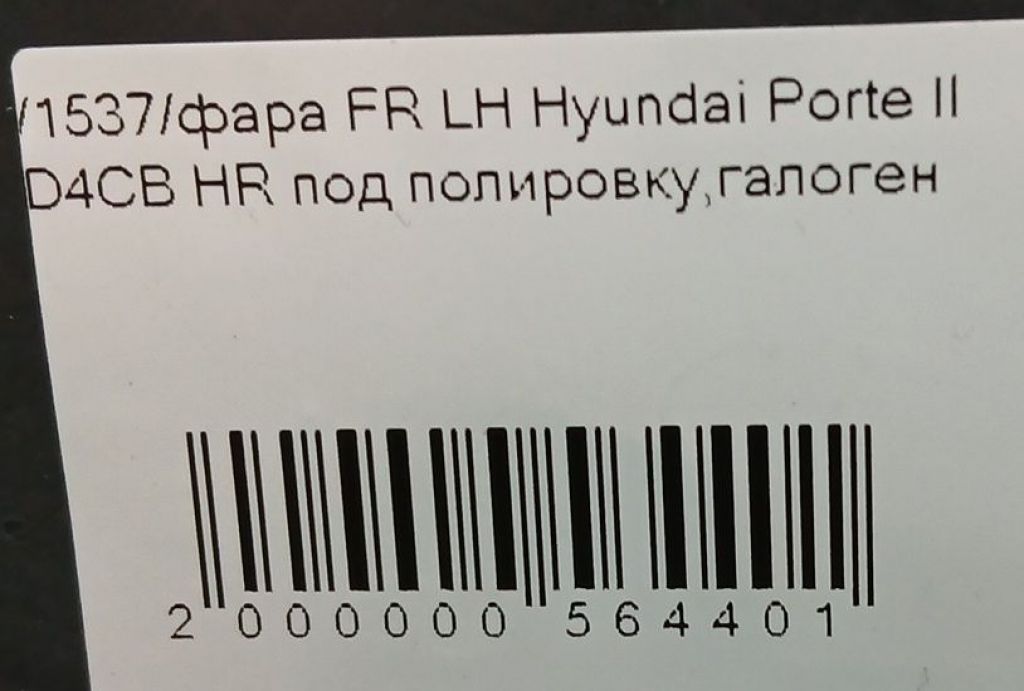 /1537/фара FR LH Hyundai Porte II
D4CB HR под полировку,галоген
2 000000 564401